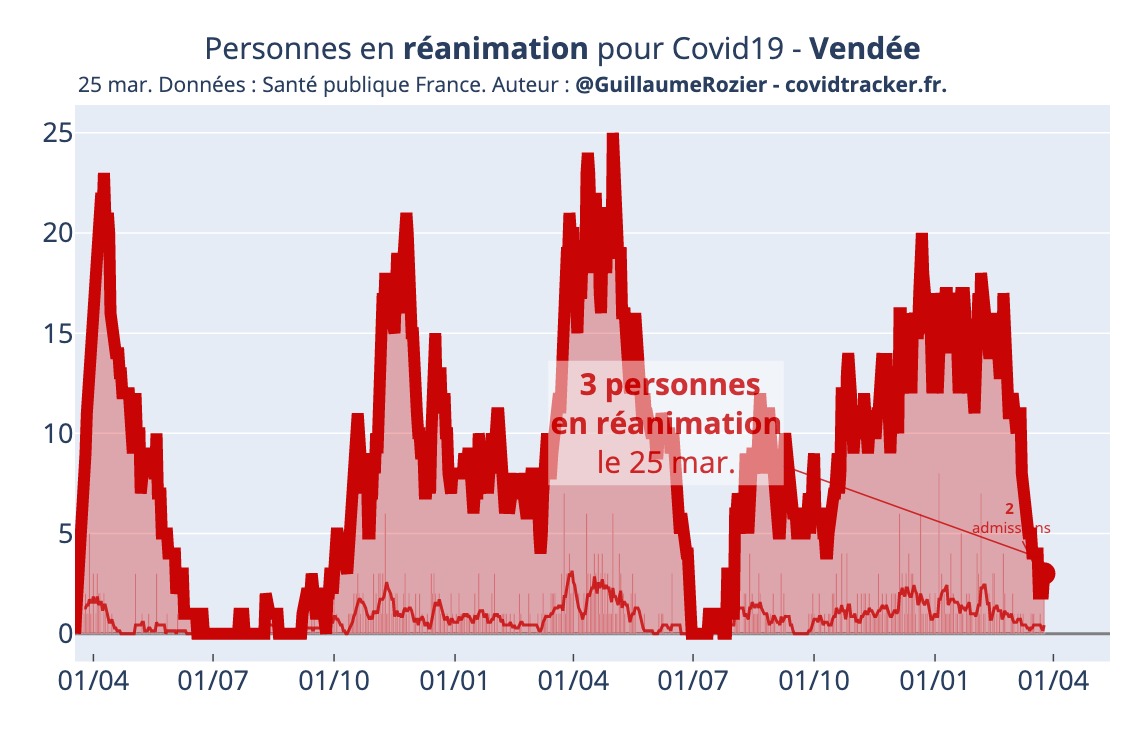 Personnes en réanimation pour Covid19 - Vendée
25 mar. Données : Santé publique France. Auteur : @GuillaumeRozier - covidtracker.fr.
25
20
15
10
5
0
3 personnes
en réanimation
le 25 mar.
2
admissions
01/04 01/07 01/10 01/01 01/04 01/07 01/10 01/01 01/04